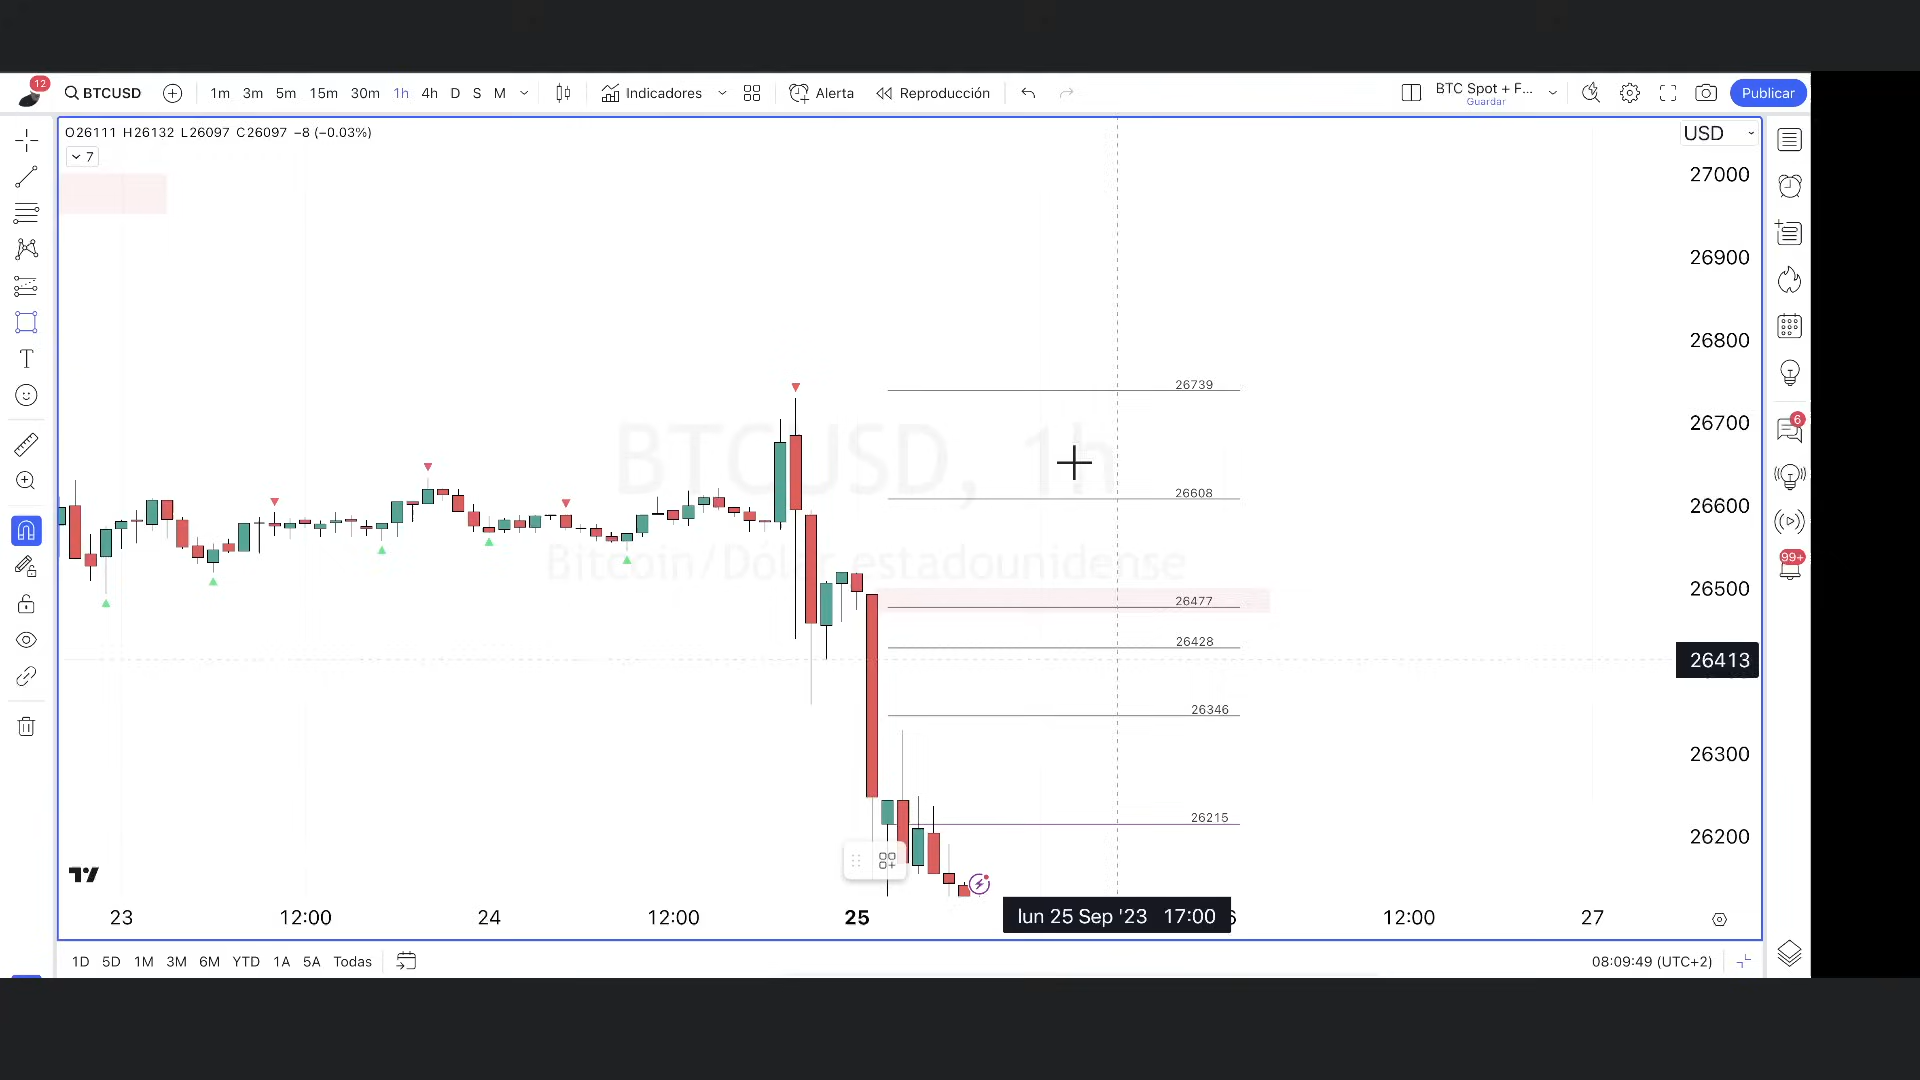 12
BTCUSD
1m 3m 5m 15m 30m 1h 4h D S M
Indicadores
Alerta
Reproducción
BTC Spot + F...
Guardar
Publicar
O26111 H26132 L26097 C26097 −8 (−0.03%)
7
USD
27000
26900
26800
26739
26700
BTCUSD, 1h
6
26608
26600
Bitcoin/Dólar estadounidense
99+
26500
26477
26428
26413
26346
26300
26215
26200
23 12:00 24 12:00 25 lun 25 Sep '23 17:00 6 12:00 27
1D 5D 1M 3M 6M YTD 1A 5A Todas
08:09:49 (UTC+2)